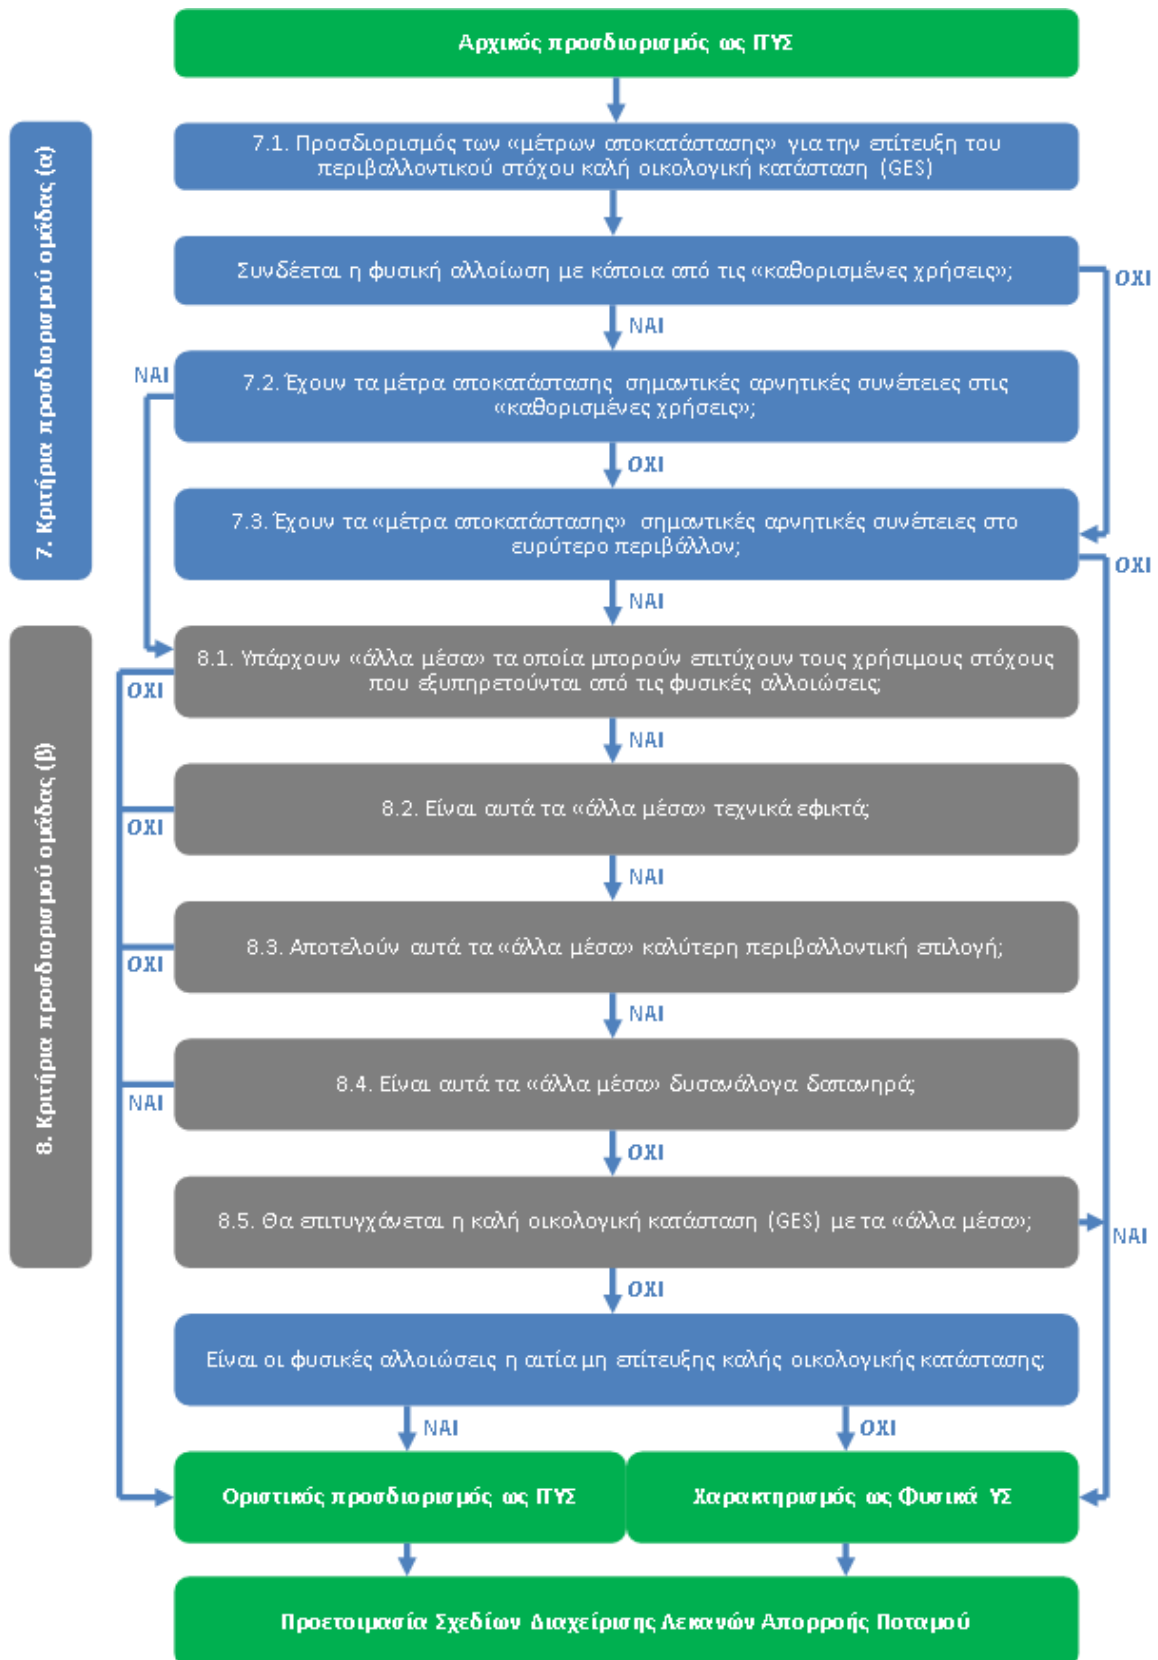 Αρχικός προσδιορισμός ως ΙΤΥΣ
7. Κριτήρια προσδιορισμού ομάδας (α)
7.1. Προσδιορισμός των «μέτρων αποκατάστασης» για την επίτευξη του
περιβαλλοντικού στόχου καλή οικολογική κατάσταση (GES)
Συνδέεται η φυσική αλλοίωση με κάποια από τις «καθορισμένες χρήσεις»;
ΟΧΙ
ΝΑΙ
ΝΑΙ
7.2. Έχουν τα μέτρα αποκατάστασης σημαντικές αρνητικές συνέπειες στις
«καθορισμένες χρήσεις»;
ΟΧΙ
7.3. Έχουν τα «μέτρα αποκατάστασης» σημαντικές αρνητικές συνέπειες στο
ευρύτερο περιβάλλον;
ΟΧΙ
ΝΑΙ
8. Κριτήρια προσδιορισμού ομάδας (β)
8.1. Υπάρχουν «άλλα μέσα» τα οποία μπορούν επιτύχουν τους χρήσιμους στόχους
που εξυπηρετούνται από τις φυσικές αλλοιώσεις;
ΟΧΙ
ΝΑΙ
8.2. Είναι αυτά τα «άλλα μέσα» τεχνικά εφικτά;
ΟΧΙ
ΝΑΙ
8.3. Αποτελούν αυτά τα «άλλα μέσα» καλύτερη περιβαλλοντική επιλογή;
ΟΧΙ
ΝΑΙ
8.4. Είναι αυτά τα «άλλα μέσα» δυσανάλογα δαπανηρά;
ΝΑΙ
ΟΧΙ
8.5. Θα επιτυγχάνεται η καλή οικολογική κατάσταση (GES) με τα «άλλα μέσα»;
ΝΑΙ
ΟΧΙ
Είναι οι φυσικές αλλοιώσεις η αιτία μη επίτευξης καλής οικολογικής κατάστασης;
ΝΑΙ
ΟΧΙ
Οριστικός προσδιορισμός ως ΙΤΥΣ
Χαρακτηρισμός ως Φυσικά ΥΣ
Προετοιμασία Σχεδίων Διαχείρισης Λεκανών Απορροής Ποταμού